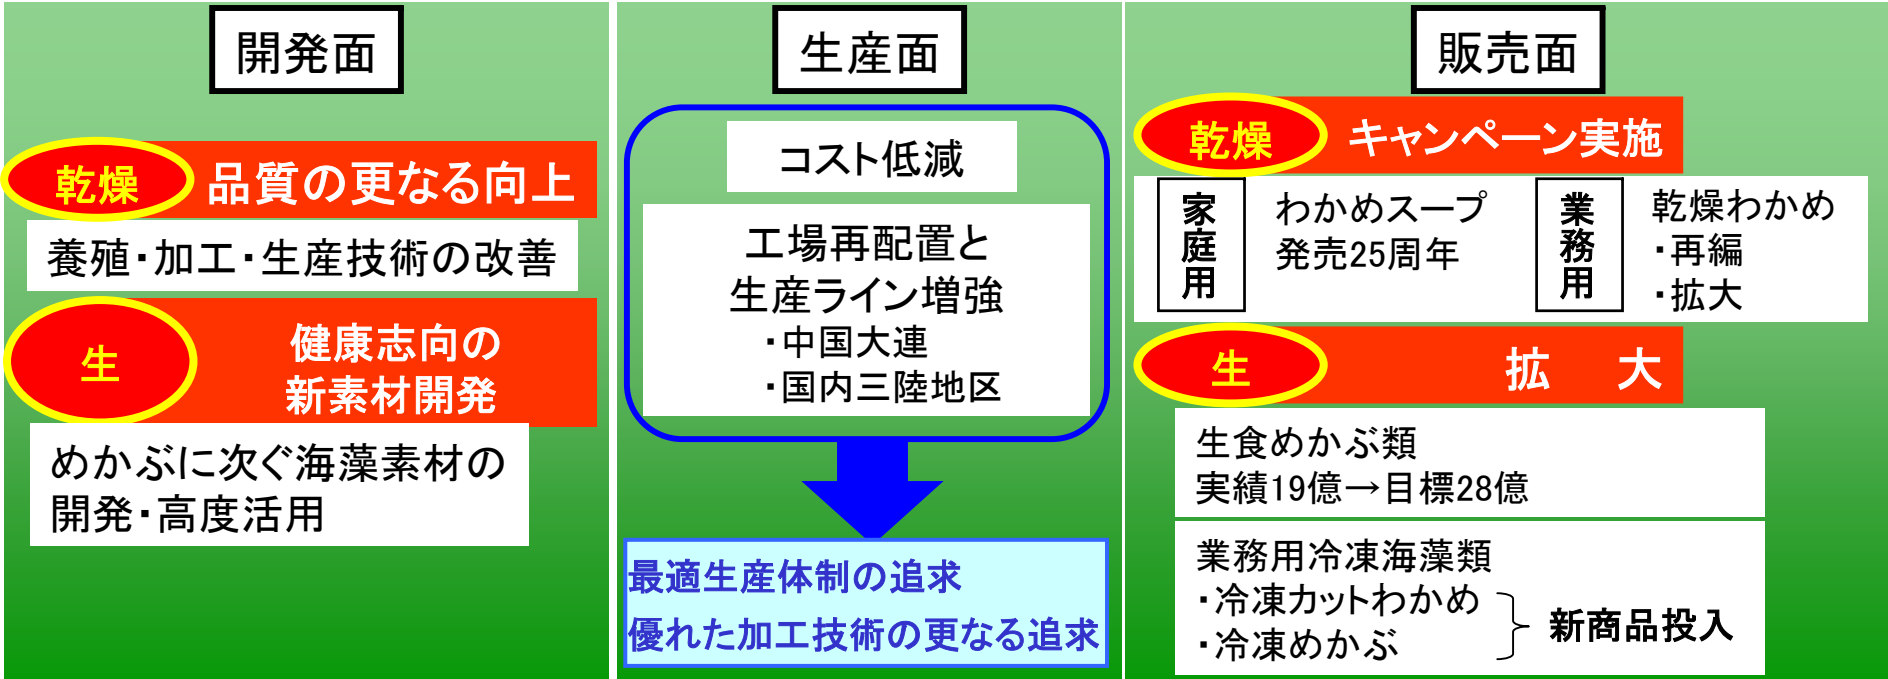 開発面
乾燥
品質の更なる向上
養殖・加工・生産技術の改善
生
健康志向の
新素材開発
めかぶに次ぐ海藻素材の
開発・高度活用
生産面
コスト低減
工場再配置と
生産ライン増強
・中国大連
・国内三陸地区
最適生産体制の追求
優れた加工技術の更なる追求
販売面
乾燥
キャンペーン実施
家庭用
わかめスープ
発売25周年
業務用
乾燥わかめ
・再編
・拡大
生
拡 大
生食めかぶ類
実績19億→目標28億
業務用冷凍海藻類
・冷凍カットわかめ
・冷凍めかぶ
新商品投入